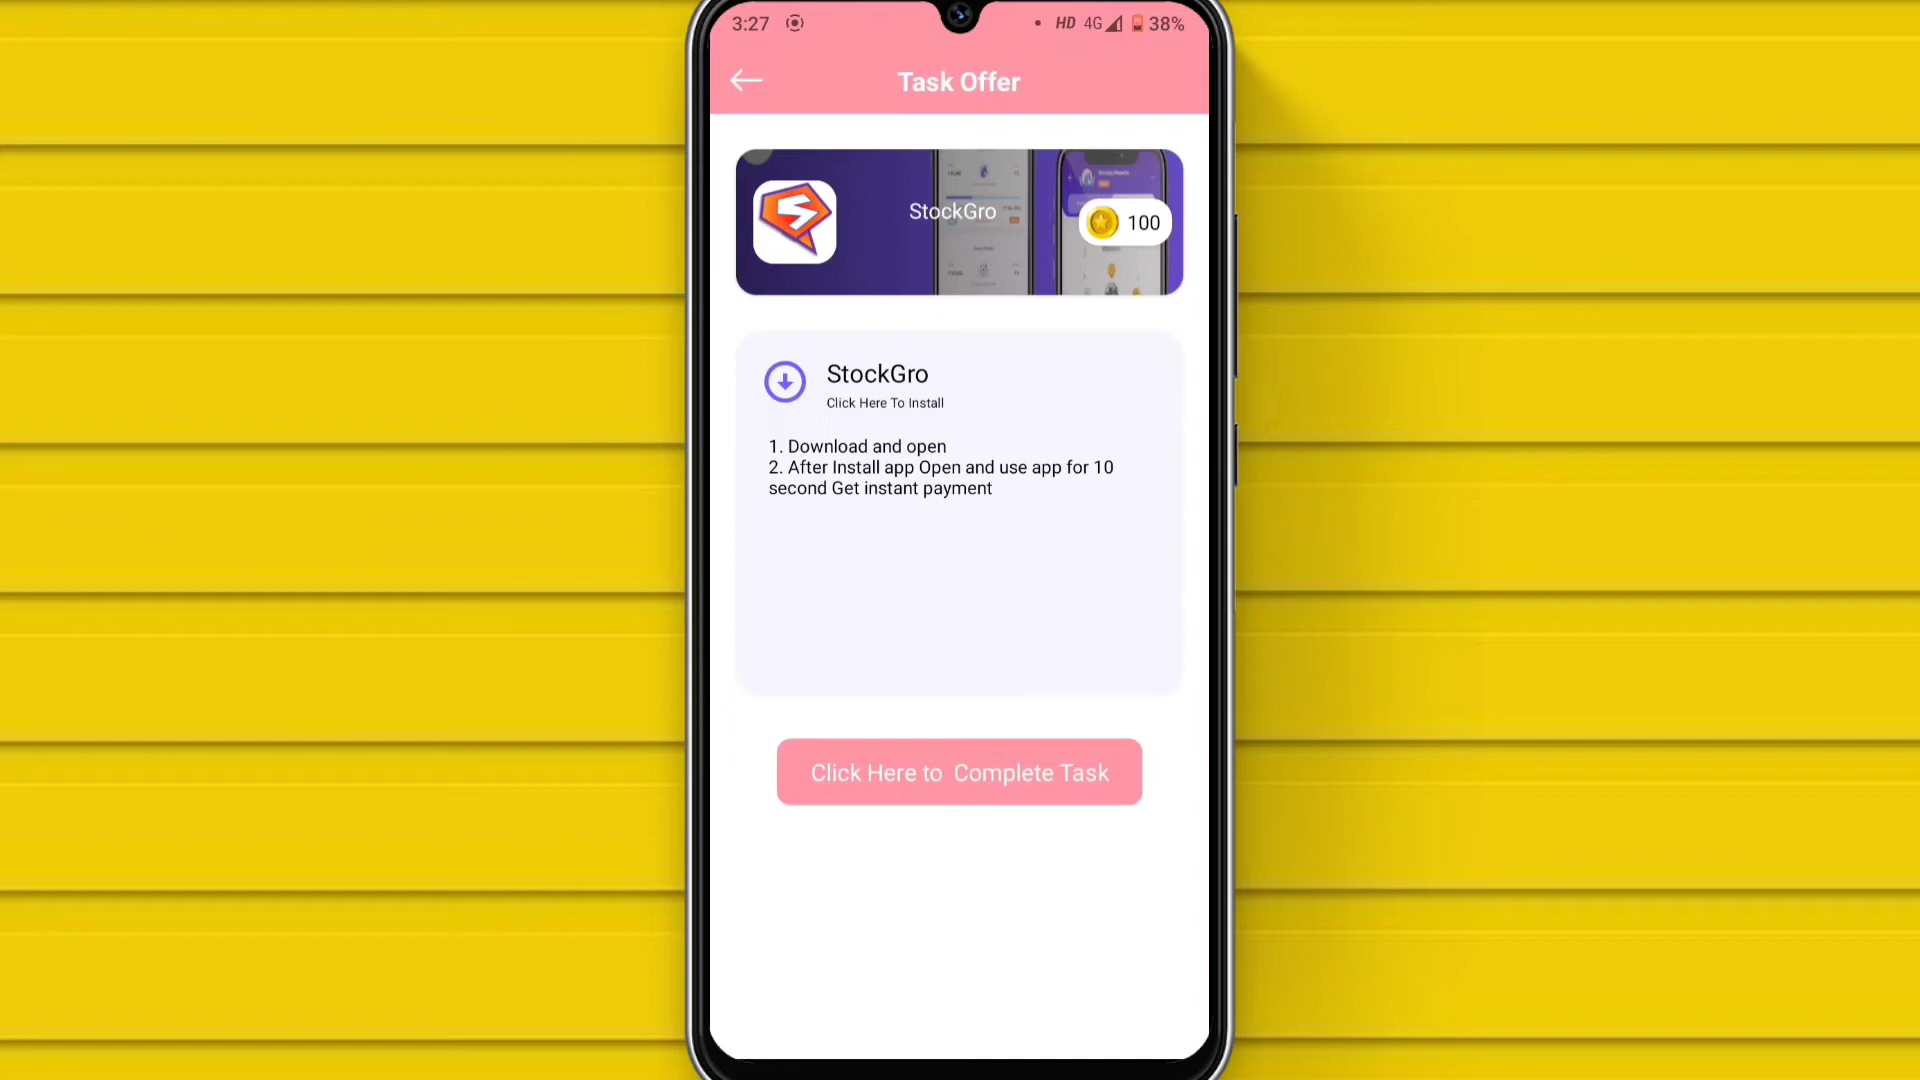 3:27 HD 4G 38%
Task Offer
StockGro
100
StockGro
Click Here To Install
1. Download and open
2. After Install app Open and use app for 10
second Get instant payment
Click Here to  Complete Task